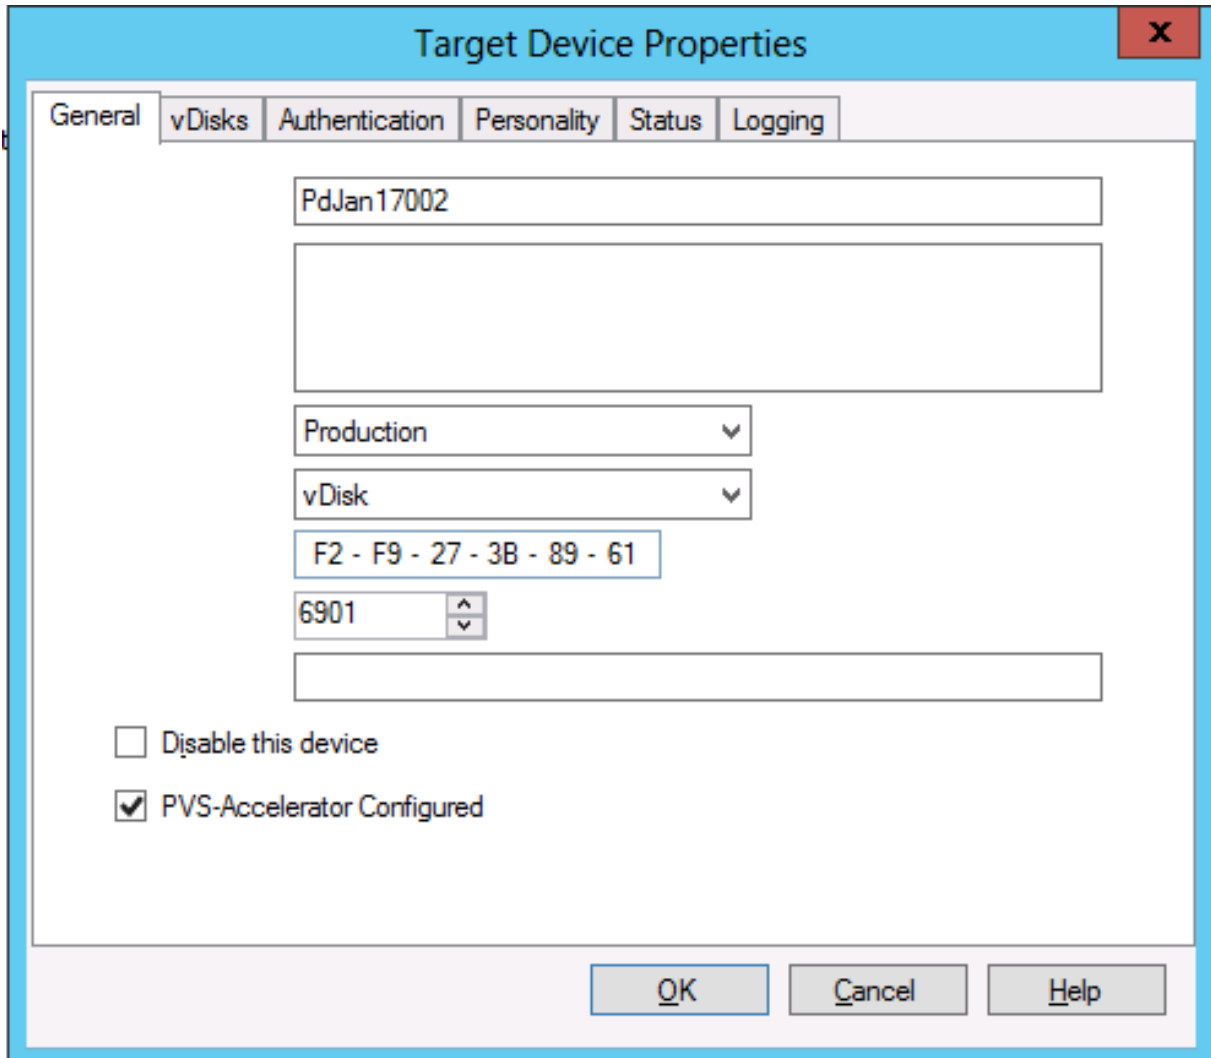 Target Device Properties
x
General vDisks Authentication Personality Status Logging
PdJan17002
Production
vDisk
F2 - F9 - 27 - 3B - 89 - 61
6901
Disable this device
PVS-Accelerator Configured
OK Cancel Help